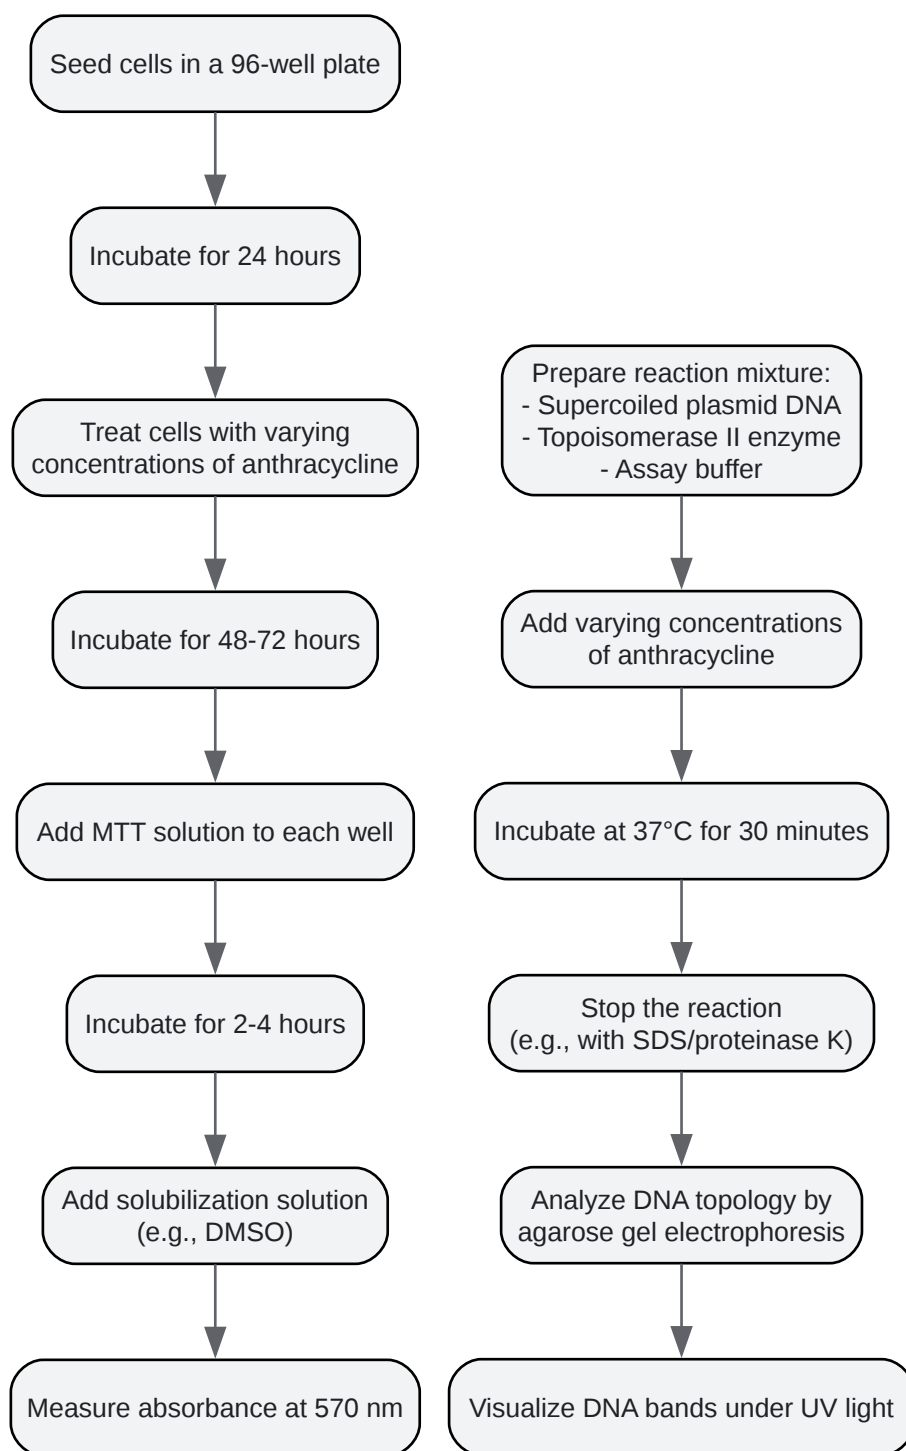 Seed cells in a 96-well plate
Incubate for 24 hours
Treat cells with varying
concentrations of anthracycline
Incubate for 48-72 hours
Add MTT solution to each well
Incubate for 2-4 hours
Add solubilization solution
(e.g., DMSO)
Measure absorbance at 570 nm
Prepare reaction mixture:
- Supercoiled plasmid DNA
- Topoisomerase II enzyme
- Assay buffer
Add varying concentrations
of anthracycline
Incubate at 37°C for 30 minutes
Stop the reaction
(e.g., with SDS/proteinase K)
Analyze DNA topology by
agarose gel electrophoresis
Visualize DNA bands under UV light